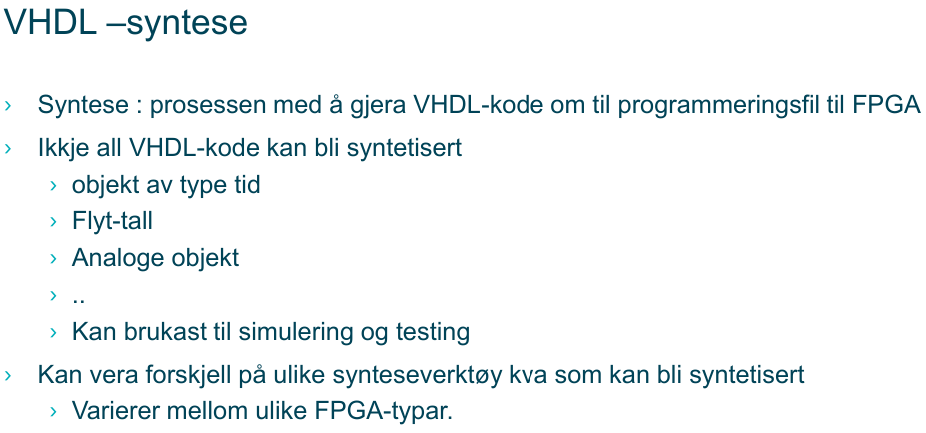 VHDL –syntese
› Syntese : prosessen med å gjera VHDL-kode om til programmeringsfil til FPGA
› Ikkje all VHDL-kode kan bli syntetisert
› objekt av type tid
› Flyt-tall
› Analoge objekt
› ..
› Kan brukast til simulering og testing
› Kan vera forskjell på ulike synteseverktøy kva som kan bli syntetisert
› Varierer mellom ulike FPGA-typar.